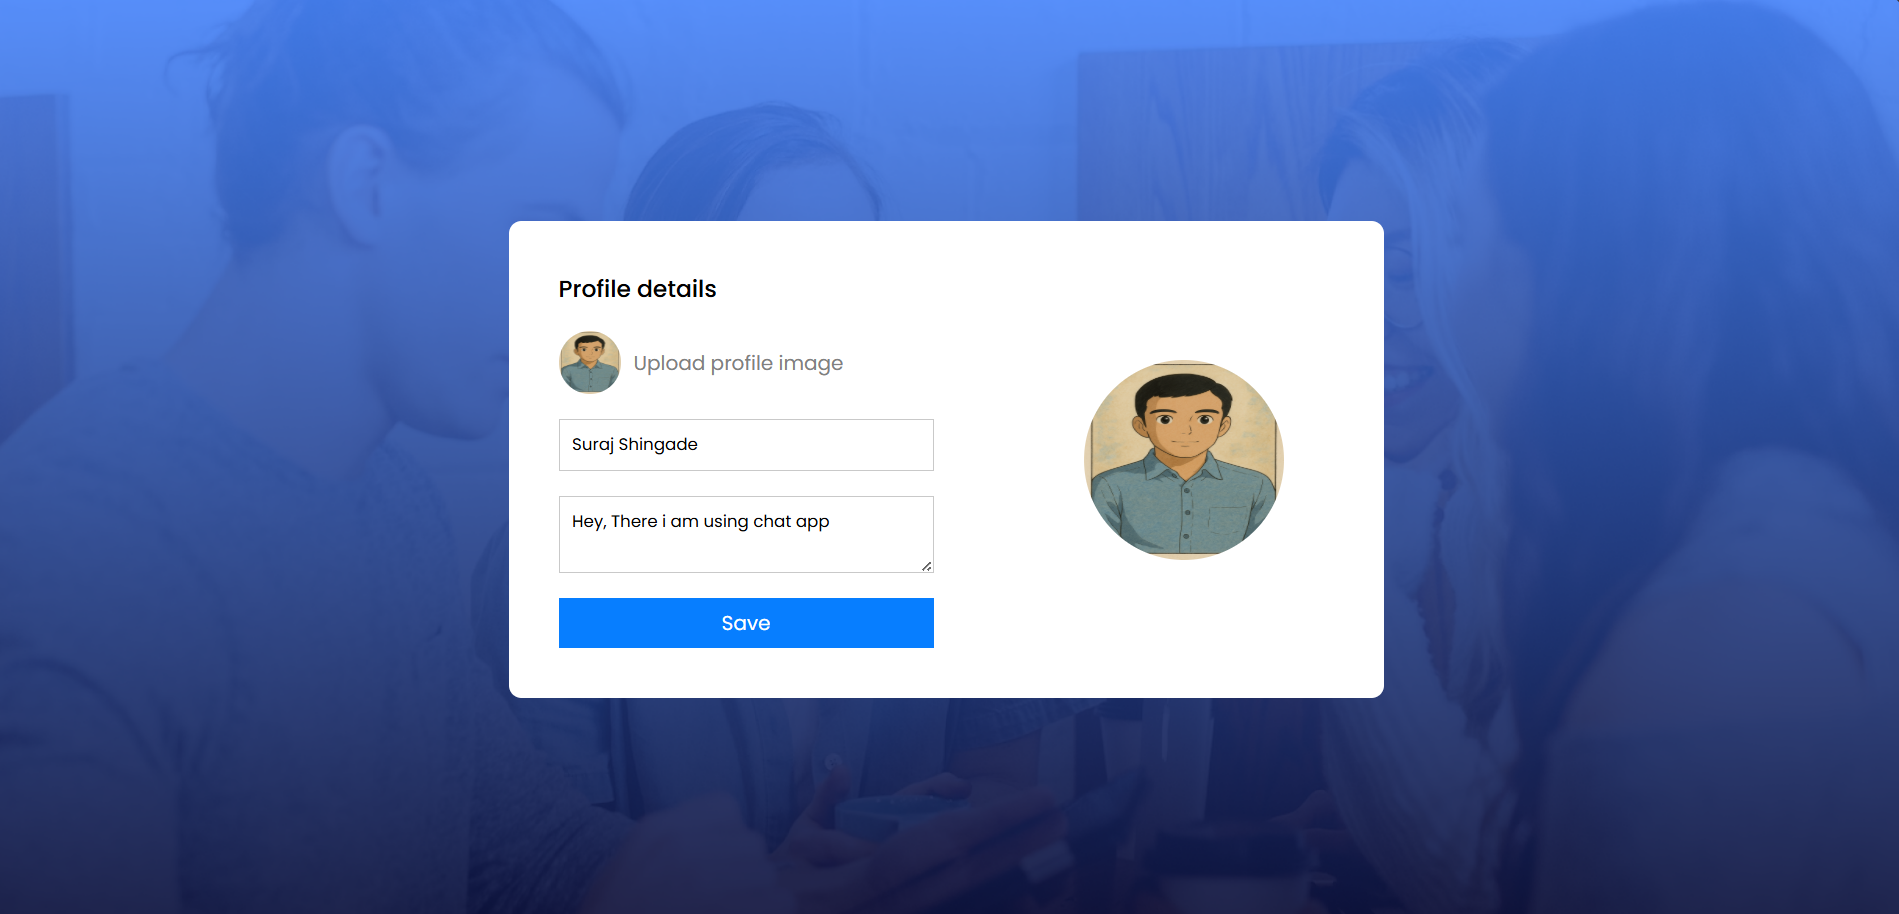 Profile details
Upload profile image
Suraj Shingade
Hey, There i am using chat app
Save